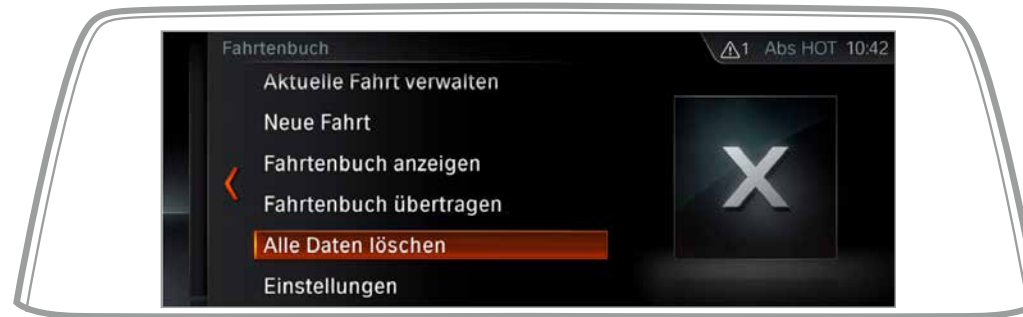 Fahrtenbuch
1 Abs HOT 10:42
Aktuelle Fahrt verwalten
Neue Fahrt
Fahrtenbuch anzeigen
Fahrtenbuch übertragen
Alle Daten löschen
Einstellungen
X